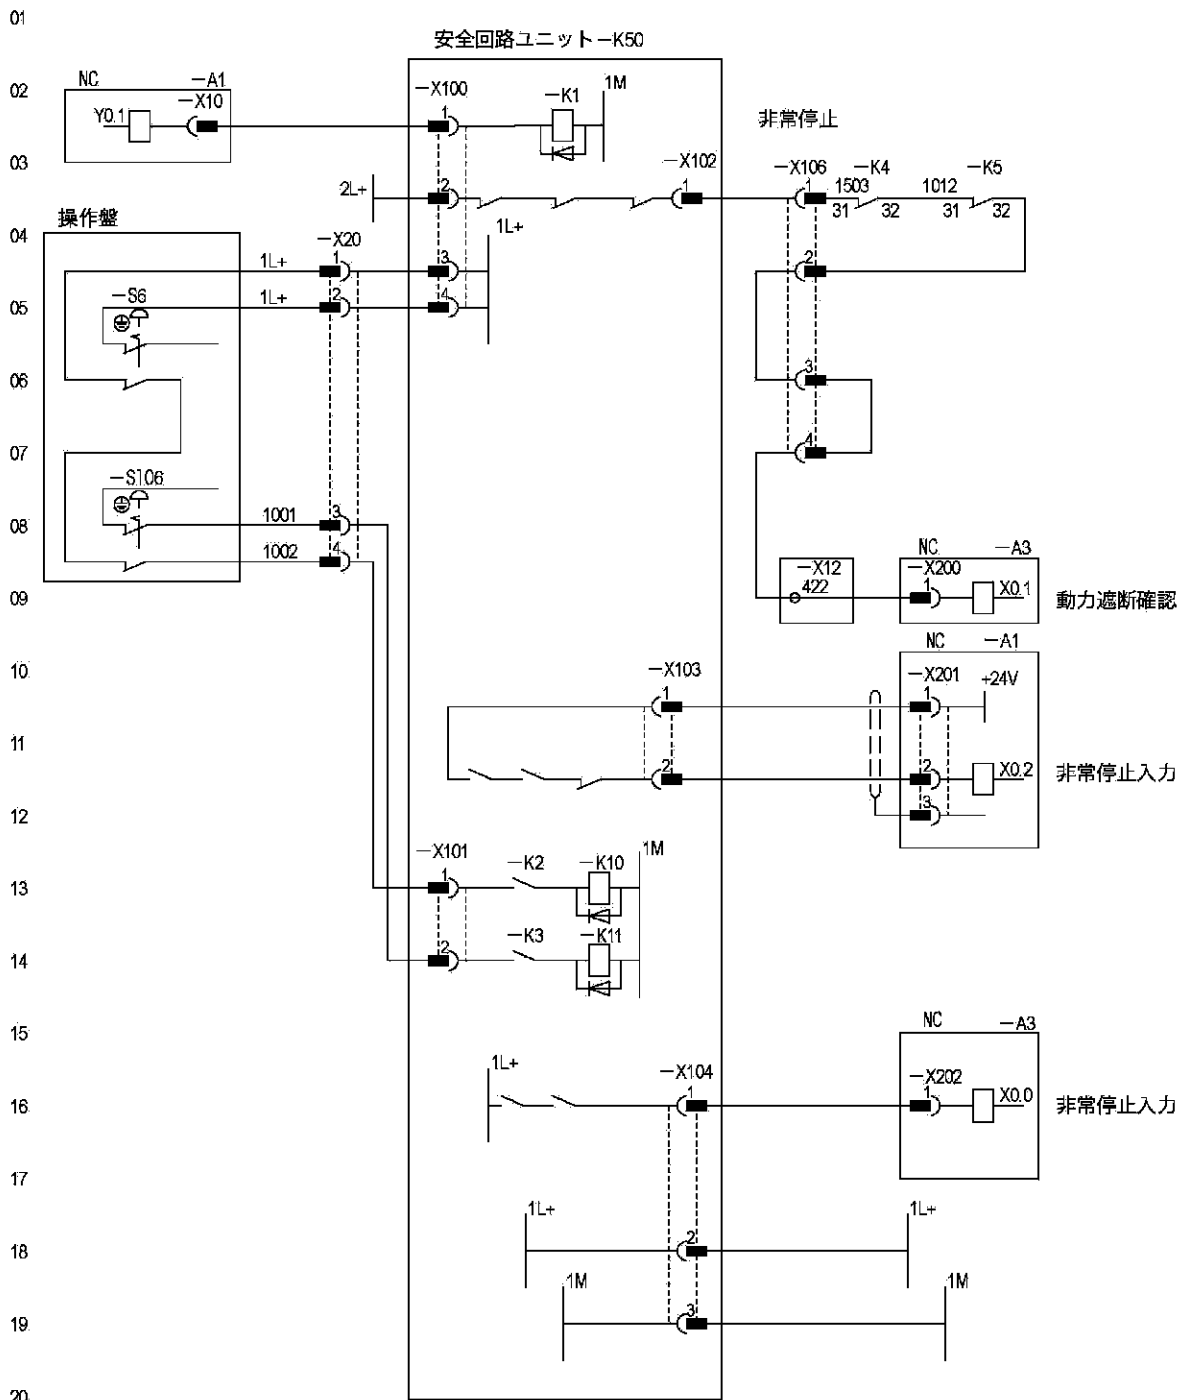 01
安全回路ユニット-K50
02
NC -A1
-X10
Y0.1
-X100
1
-K1
1M
非常停止
03
2L+
2
-X102
1
-X106
1
-K4
1503
31 32
-K5
1012
31 32
操作盤
04
-X20
1L+
1
3
1L+
2
05
-S6
1L+
2
4
06
3
07
4
-S106
08
1001
3
1002
4
NC -A3
-X12
422
-X200
1
X0.1
09
動力遮断確認
10
NC -A1
-X103
1
-X201
1
+24V
11
2
2
X0.2
非常停止入力
12
3
-X101
1M
13
1
-K2
-K10
14
2
-K3
-K11
15
NC -A3
1L+
-X104
-X202
16
1
1
X0.0
非常停止入力
17
1L+
1L+
18
2
1M
1M
19
3
20